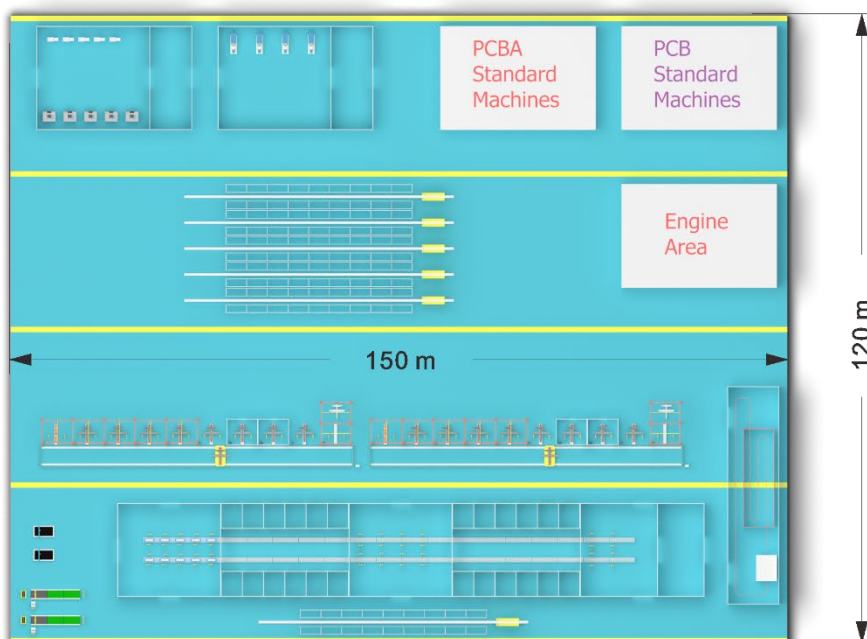 PCBA
Standard
Machines
PCB
Standard
Machines
Engine
Area
150 m
120 m